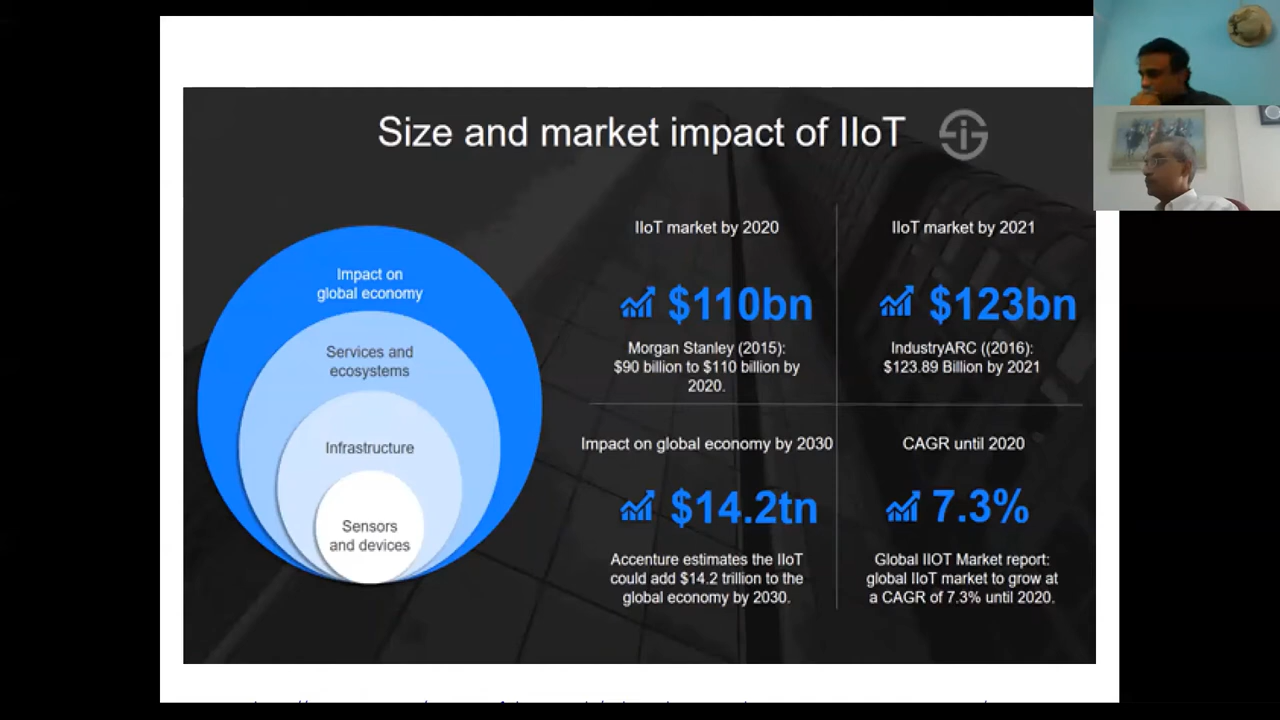 Size and market impact of IIoT
Impact on
global economy
Services and
ecosystems
Infrastructure
Sensors
and devices
IIoT market by 2020
$110bn
Morgan Stanley (2015):
$90 billion to $110 billion by
2020.
IIoT market by 2021
$123bn
IndustryARC ((2016):
$123.89 Billion by 2021
Impact on global economy by 2030
$14.2tn
Accenture estimates the IIoT
could add $14.2 trillion to the
global economy by 2030.
CAGR until 2020
7.3%
Global IIOT Market report:
global IIoT market to grow at
a CAGR of 7.3% until 2020.